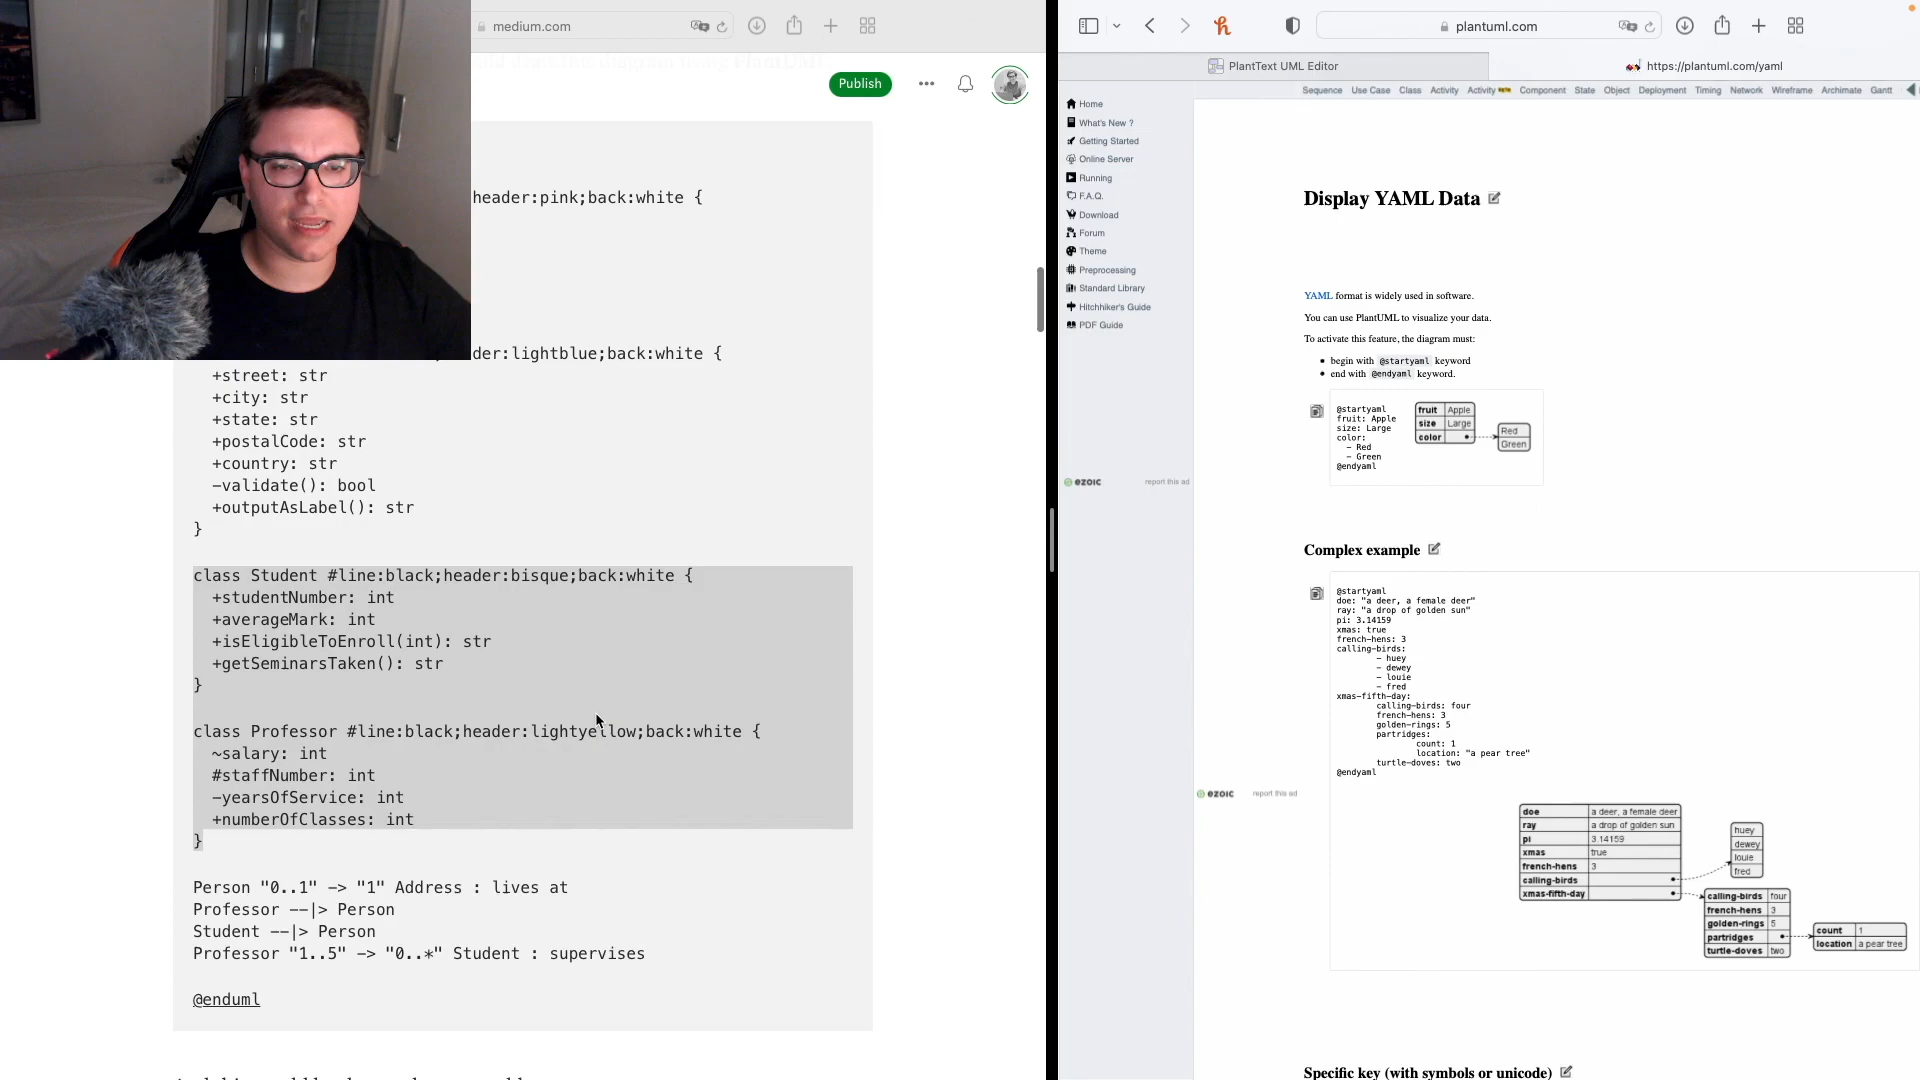 medium.com
Publish
header:pink;back:white {
der:lightblue;back:white {
+street: str
+city: str
+state: str
+postalCode: str
+country: str
-validate(): bool
+outputAsLabel(): str
}
class Student #line:black;header:bisque;back:white {
+studentNumber: int
+averageMark: int
+isEligibleToEnroll(int): str
+getSeminarsTaken(): str
}
class Professor #line:black;header:lightyellow;back:white {
~salary: int
#staffNumber: int
-yearsOfService: int
+numberOfClasses: int
}
Person "0..1" -> "1" Address : lives at
Professor --|> Person
Student --|> Person
Professor "1..5" -> "0..*" Student : supervises
@enduml
plantuml.com
PlantText UML Editor
https://plantuml.com/yaml
Sequence Use Case Class Activity Activity Component State Object Deployment Timing Network Wireframe Archimate Gantt
Home
What's New ?
Getting Started
Online Server
Running
F.A.Q.
Download
Forum
Theme
Preprocessing
Standard Library
Hitchhiker's Guide
PDF Guide
ezoic
report this ad
Display YAML Data
YAML format is widely used in software.
You can use PlantUML to visualize your data.
To activate this feature, the diagram must:
begin with @startyaml keyword
end with @endyaml keyword.
@startyaml
fruit: Apple
size: Large
color:
- Red
- Green
@endyaml
fruit Apple
size Large
color
Red
Green
Complex example
@startyaml
doe: "a deer, a female deer"
ray: "a drop of golden sun"
pi: 3.14159
xmas: true
french-hens: 3
calling-birds:
- huey
- dewey
- louie
- fred
xmas-fifth-day:
calling-birds: four
french-hens: 3
golden-rings: 5
partridges:
count: 1
location: "a pear tree"
turtle-doves: two
@endyaml
ezoic
report this ad
doe a deer, a female deer
ray a drop of golden sun
pi 3.14159
xmas true
french-hens 3
calling-birds
xmas-fifth-day
huey
dewey
louie
fred
calling-birds four
french-hens 3
golden-rings 5
partridges
turtle-doves two
count 1
location a pear tree
Specific key (with symbols or unicode)